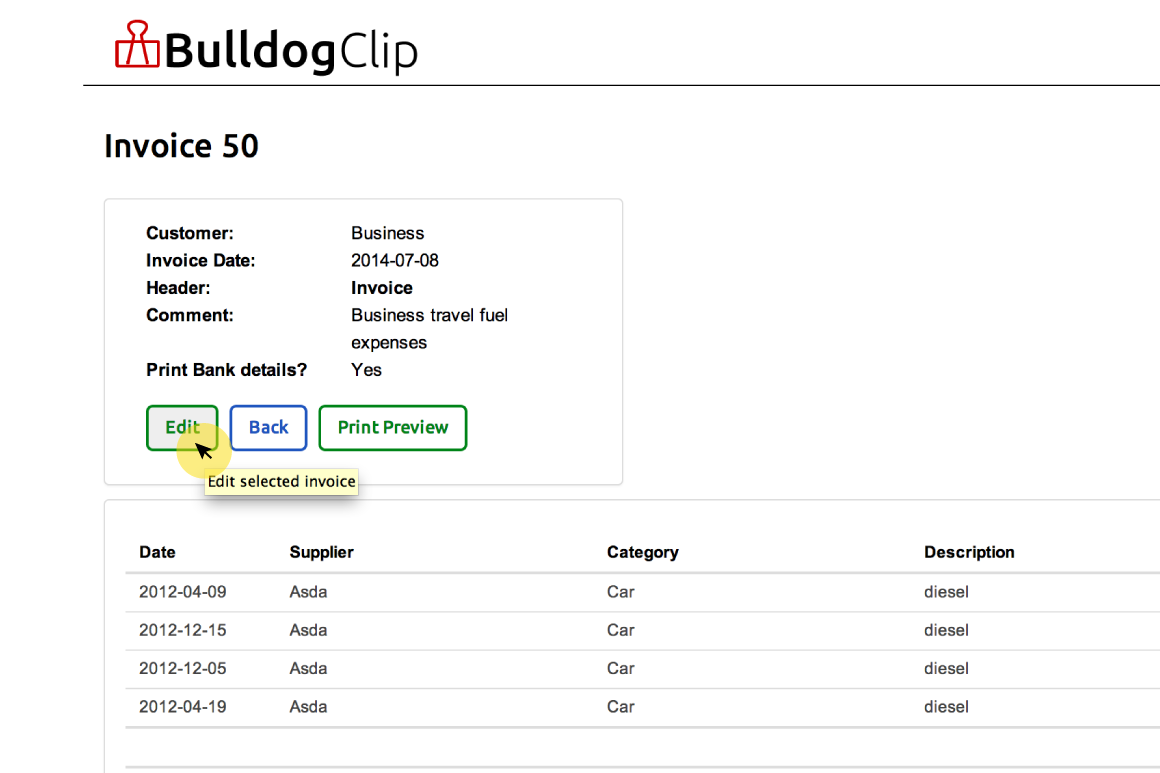 BulldogClip
Invoice 50
Customer: Business
Invoice Date: 2014-07-08
Header: Invoice
Comment: Business travel fuel
expenses
Print Bank details? Yes
Edit Back Print Preview
Edit selected invoice
Date Supplier Category Description
2012-04-09 Asda Car diesel
2012-12-15 Asda Car diesel
2012-12-05 Asda Car diesel
2012-04-19 Asda Car diesel